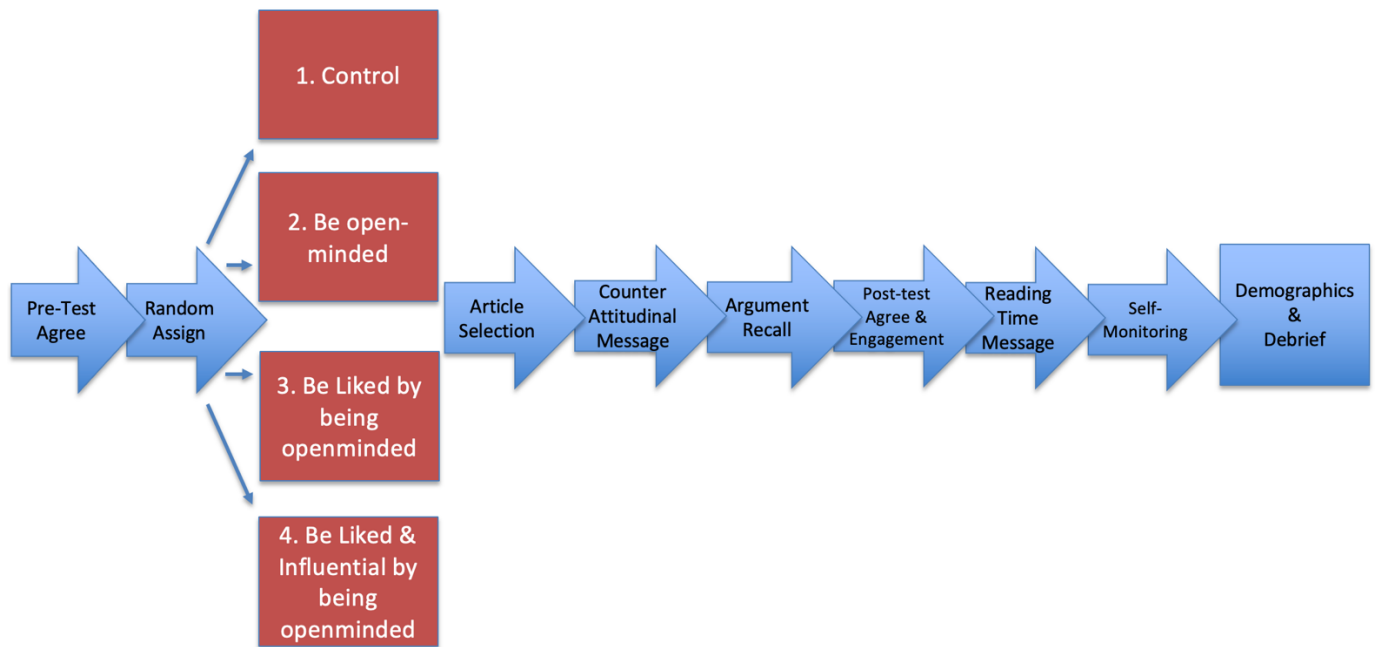 Pre-Test
Agree
Random
Assign
1. Control
2. Be open-
minded
3. Be Liked by
being
openminded
4. Be Liked &
Influential by
being
openminded
Article
Selection
Counter
Attitudinal
Message
Argument
Recall
Post-test
Agree &
Engagement
Reading
Time
Message
Self-
Monitoring
Demographics
&
Debrief